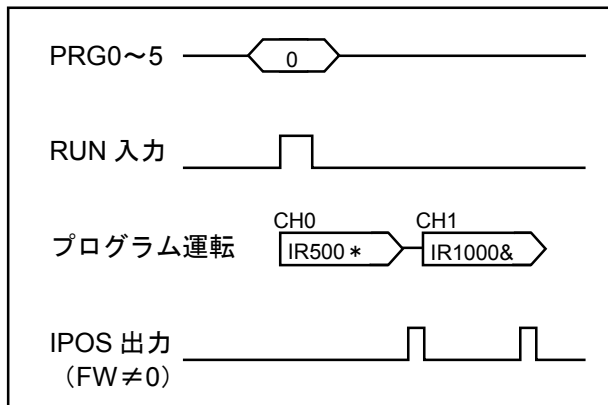 PRG0～5
0
RUN 入力
CH0 CH1
プログラム運転
IR500＊ IR1000&
IPOS 出力
（FW≠0）